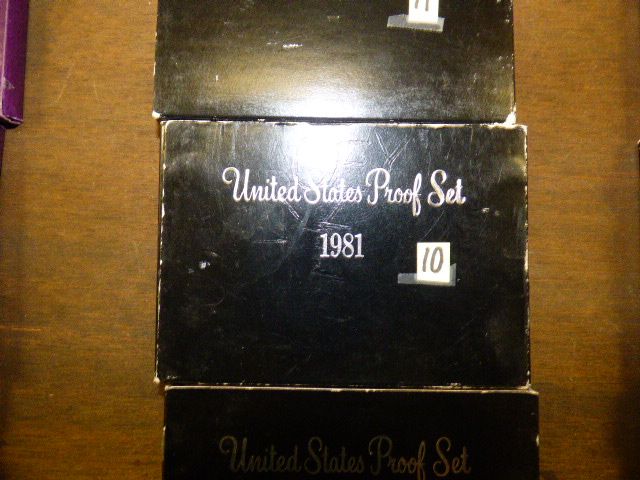 11
United States Proof Set
1981
10
United States Proof Set